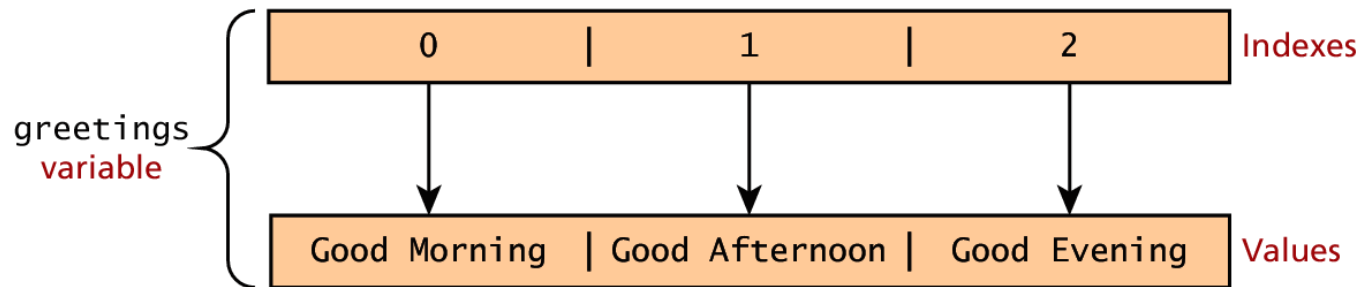 0 | 1 | 2 Indexes
greetings
variable
Good Morning | Good Afternoon | Good Evening Values